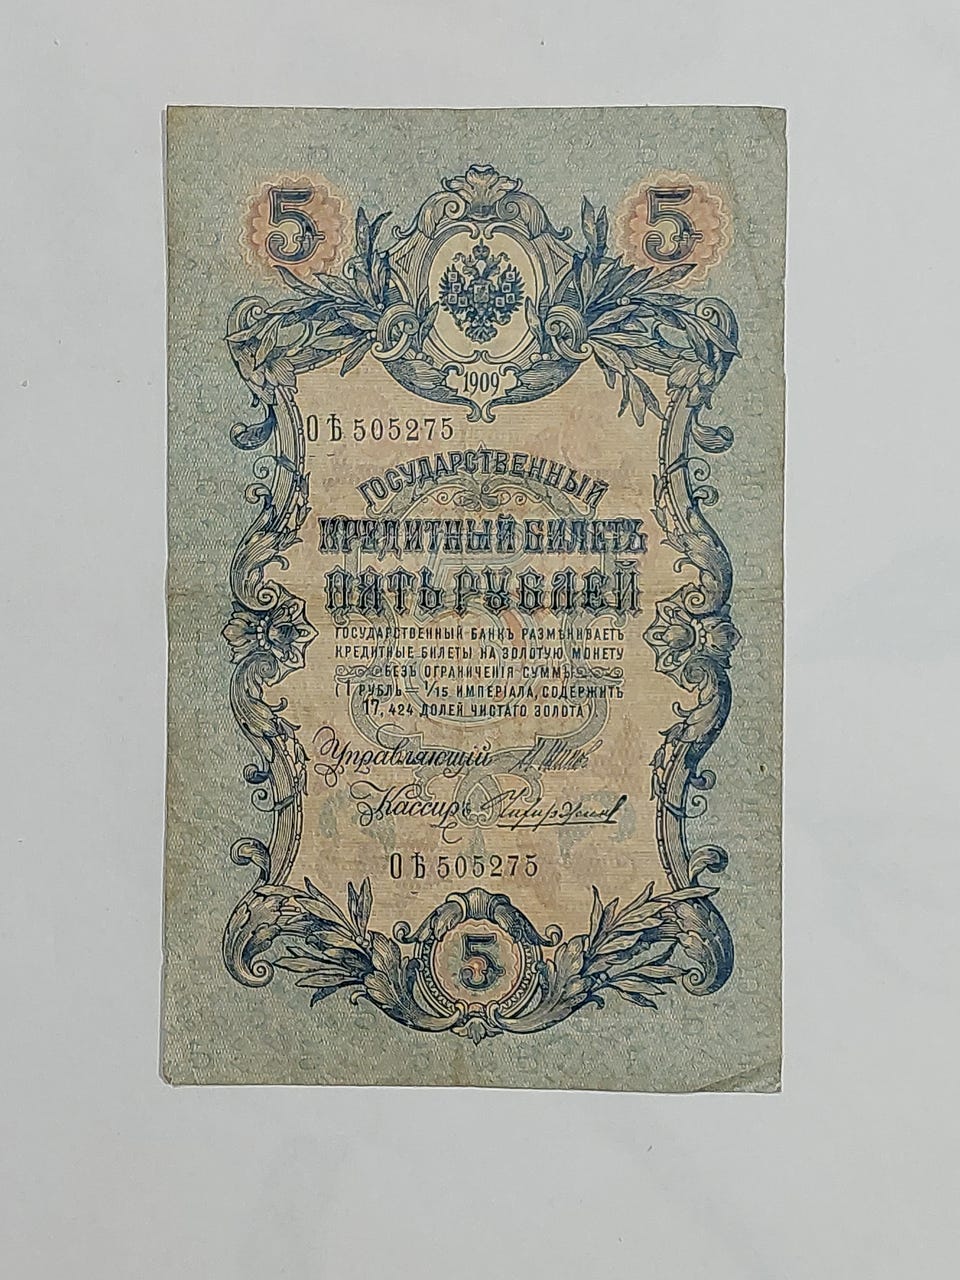 5 5
1909
ОѢ 505275
ГОСУДАРСТВЕННЫЙ
КРЕДИТНЫЙ БИЛЕТЪ
ПЯТЬ РУБЛЕЙ
ГОСУДАРСТВЕННЫЙ БАНКЪ РАЗМѢНИВАЕТЪ
КРЕДИТНЫЕ БИЛЕТЫ НА ЗОЛОТУЮ МОНЕТУ
БЕЗЪ ОГРАНИЧЕНІЯ СУММЫ
(1 РУБЛЬ — 1/15 ИМПЕРІАЛА, СОДЕРЖИТЪ
17,424 ДОЛЕЙ ЧИСТАГО ЗОЛОТА).
Управляющій
Кассиръ
ОѢ 505275
5